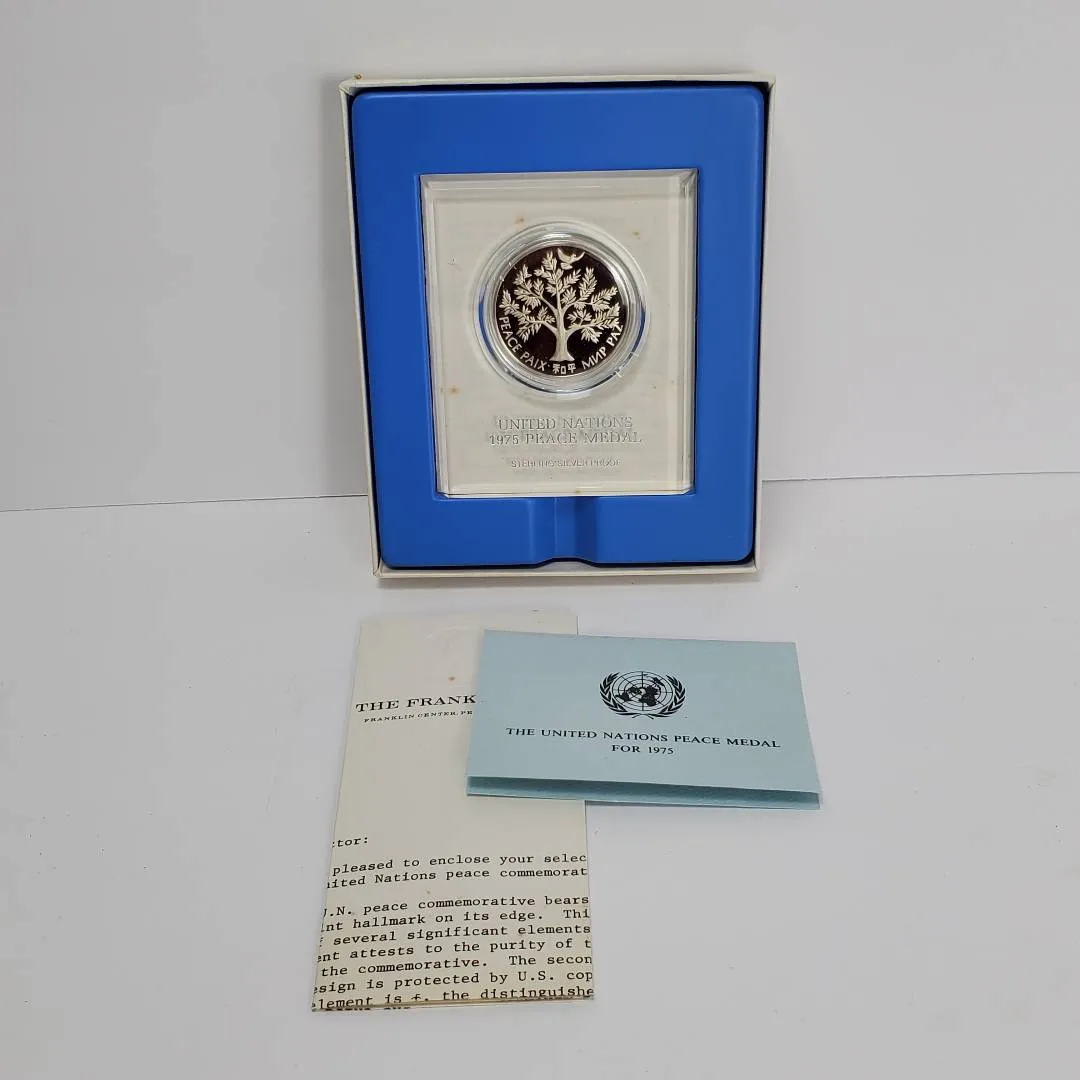 PEACE PAIX · 和平 МИР PAZ
UNITED NATIONS
1975 PEACE MEDAL
STERLING SILVER PROOF
THE FRANK
FRANKLIN CENTER, PE
THE UNITED NATIONS PEACE MEDAL
FOR 1975
tor:
pleased to enclose your selec
ited Nations peace commemorat
.N. peace commemorative bears
nt hallmark on its edge. Thi
f several significant elements
ent attests to the purity of t
the commemorative. The secon
esign is protected by U.S. cop
lement is the distinguishe